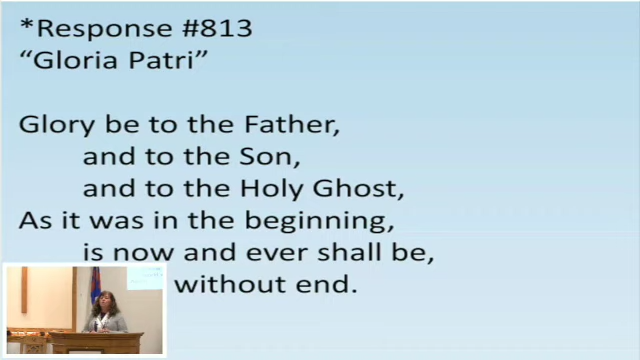 *Response #813
“Gloria Patri”
Glory be to the Father,
and to the Son,
and to the Holy Ghost,
As it was in the beginning,
is now and ever shall be,
without end.